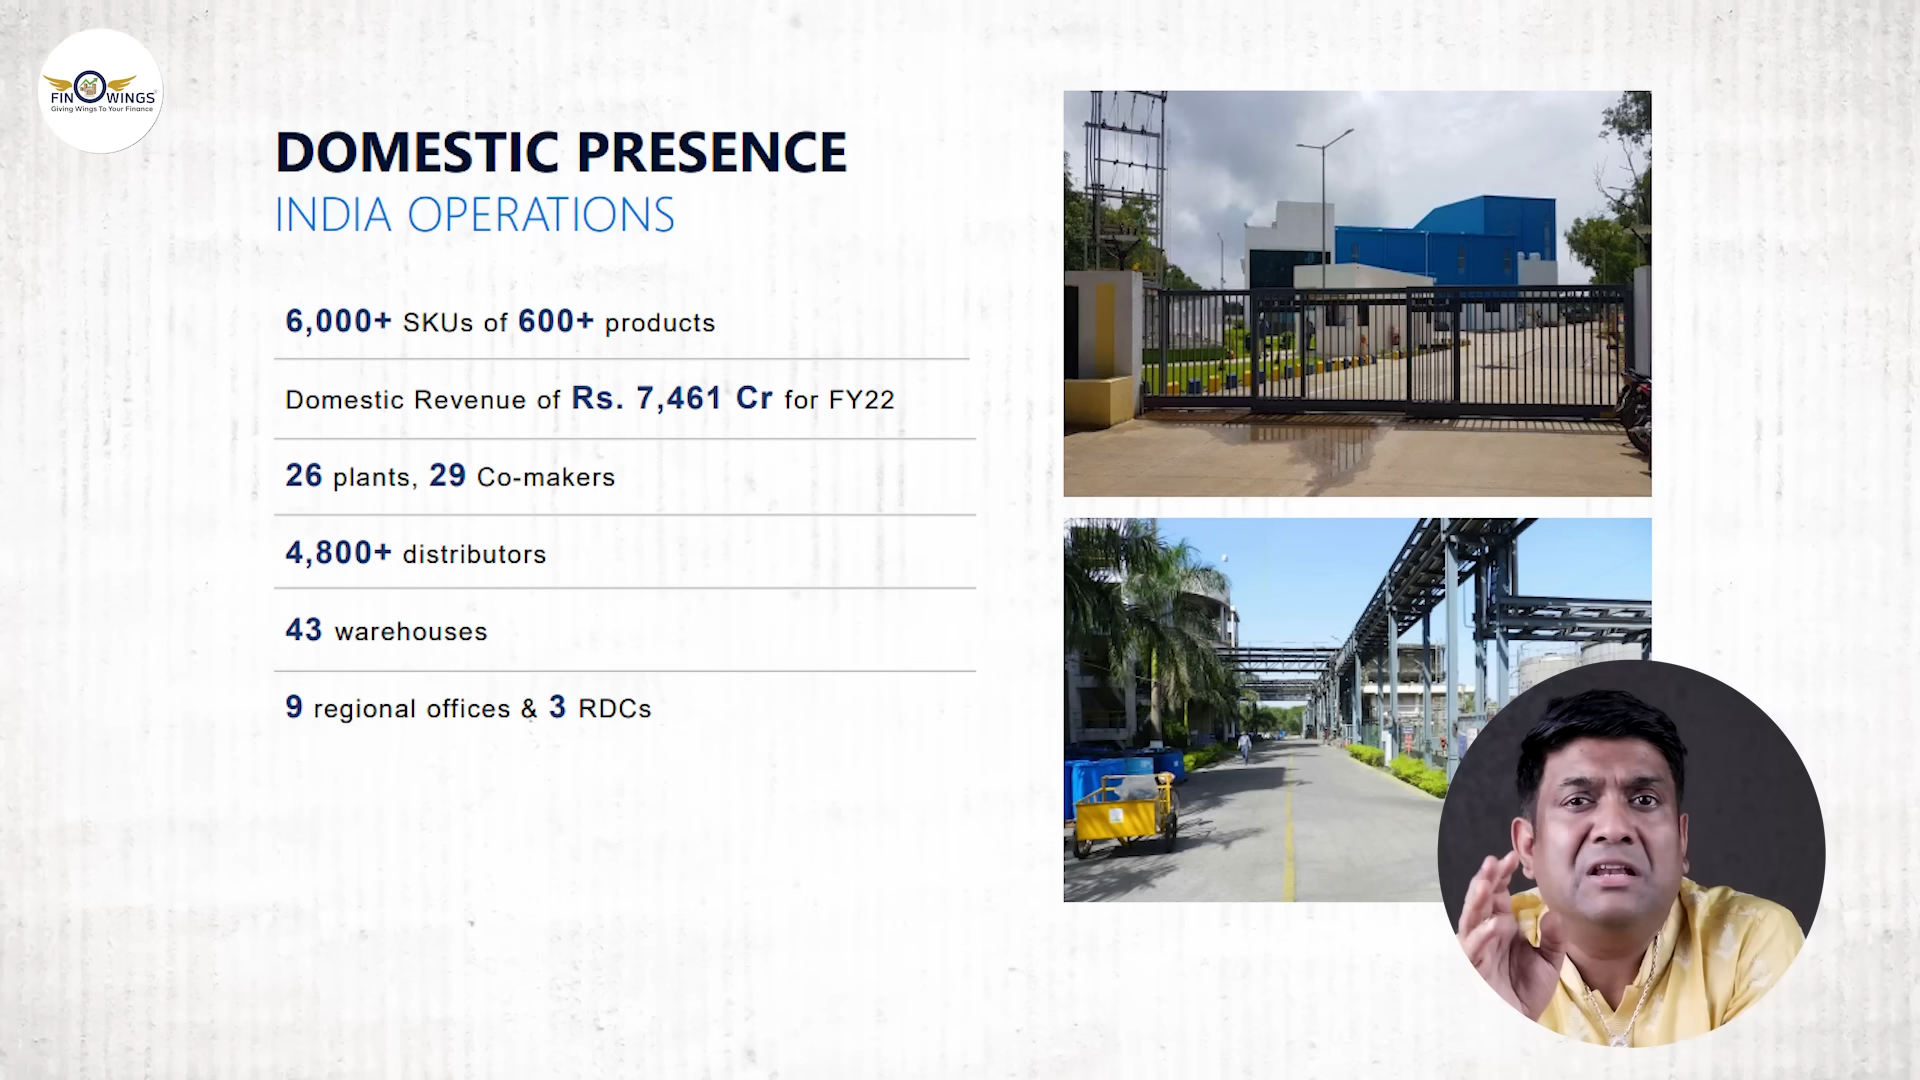 FINOWINGS
Giving Wings To Your Finance
DOMESTIC PRESENCE
INDIA OPERATIONS
6,000+ SKUs of 600+ products
Domestic Revenue of Rs. 7,461 Cr for FY22
26 plants, 29 Co-makers
4,800+ distributors
43 warehouses
9 regional offices & 3 RDCs